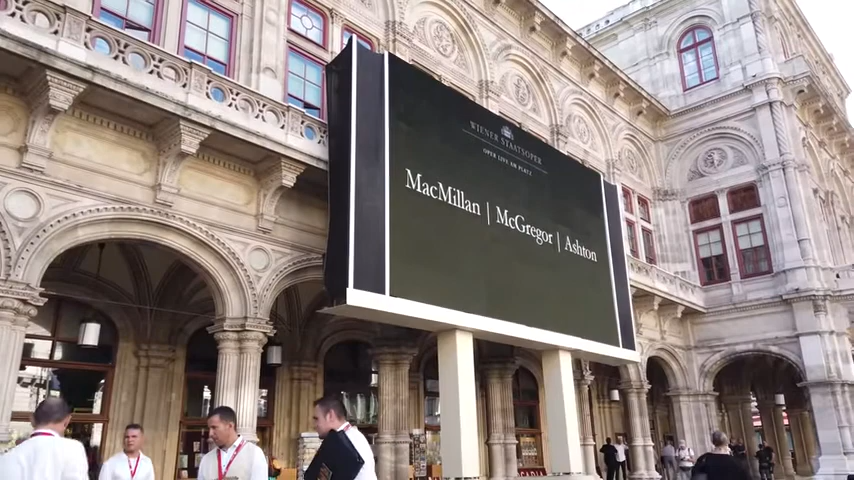 WIENER STAATSOPER
OPER LIVE AM PLATZ
MacMillan | McGregor | Ashton